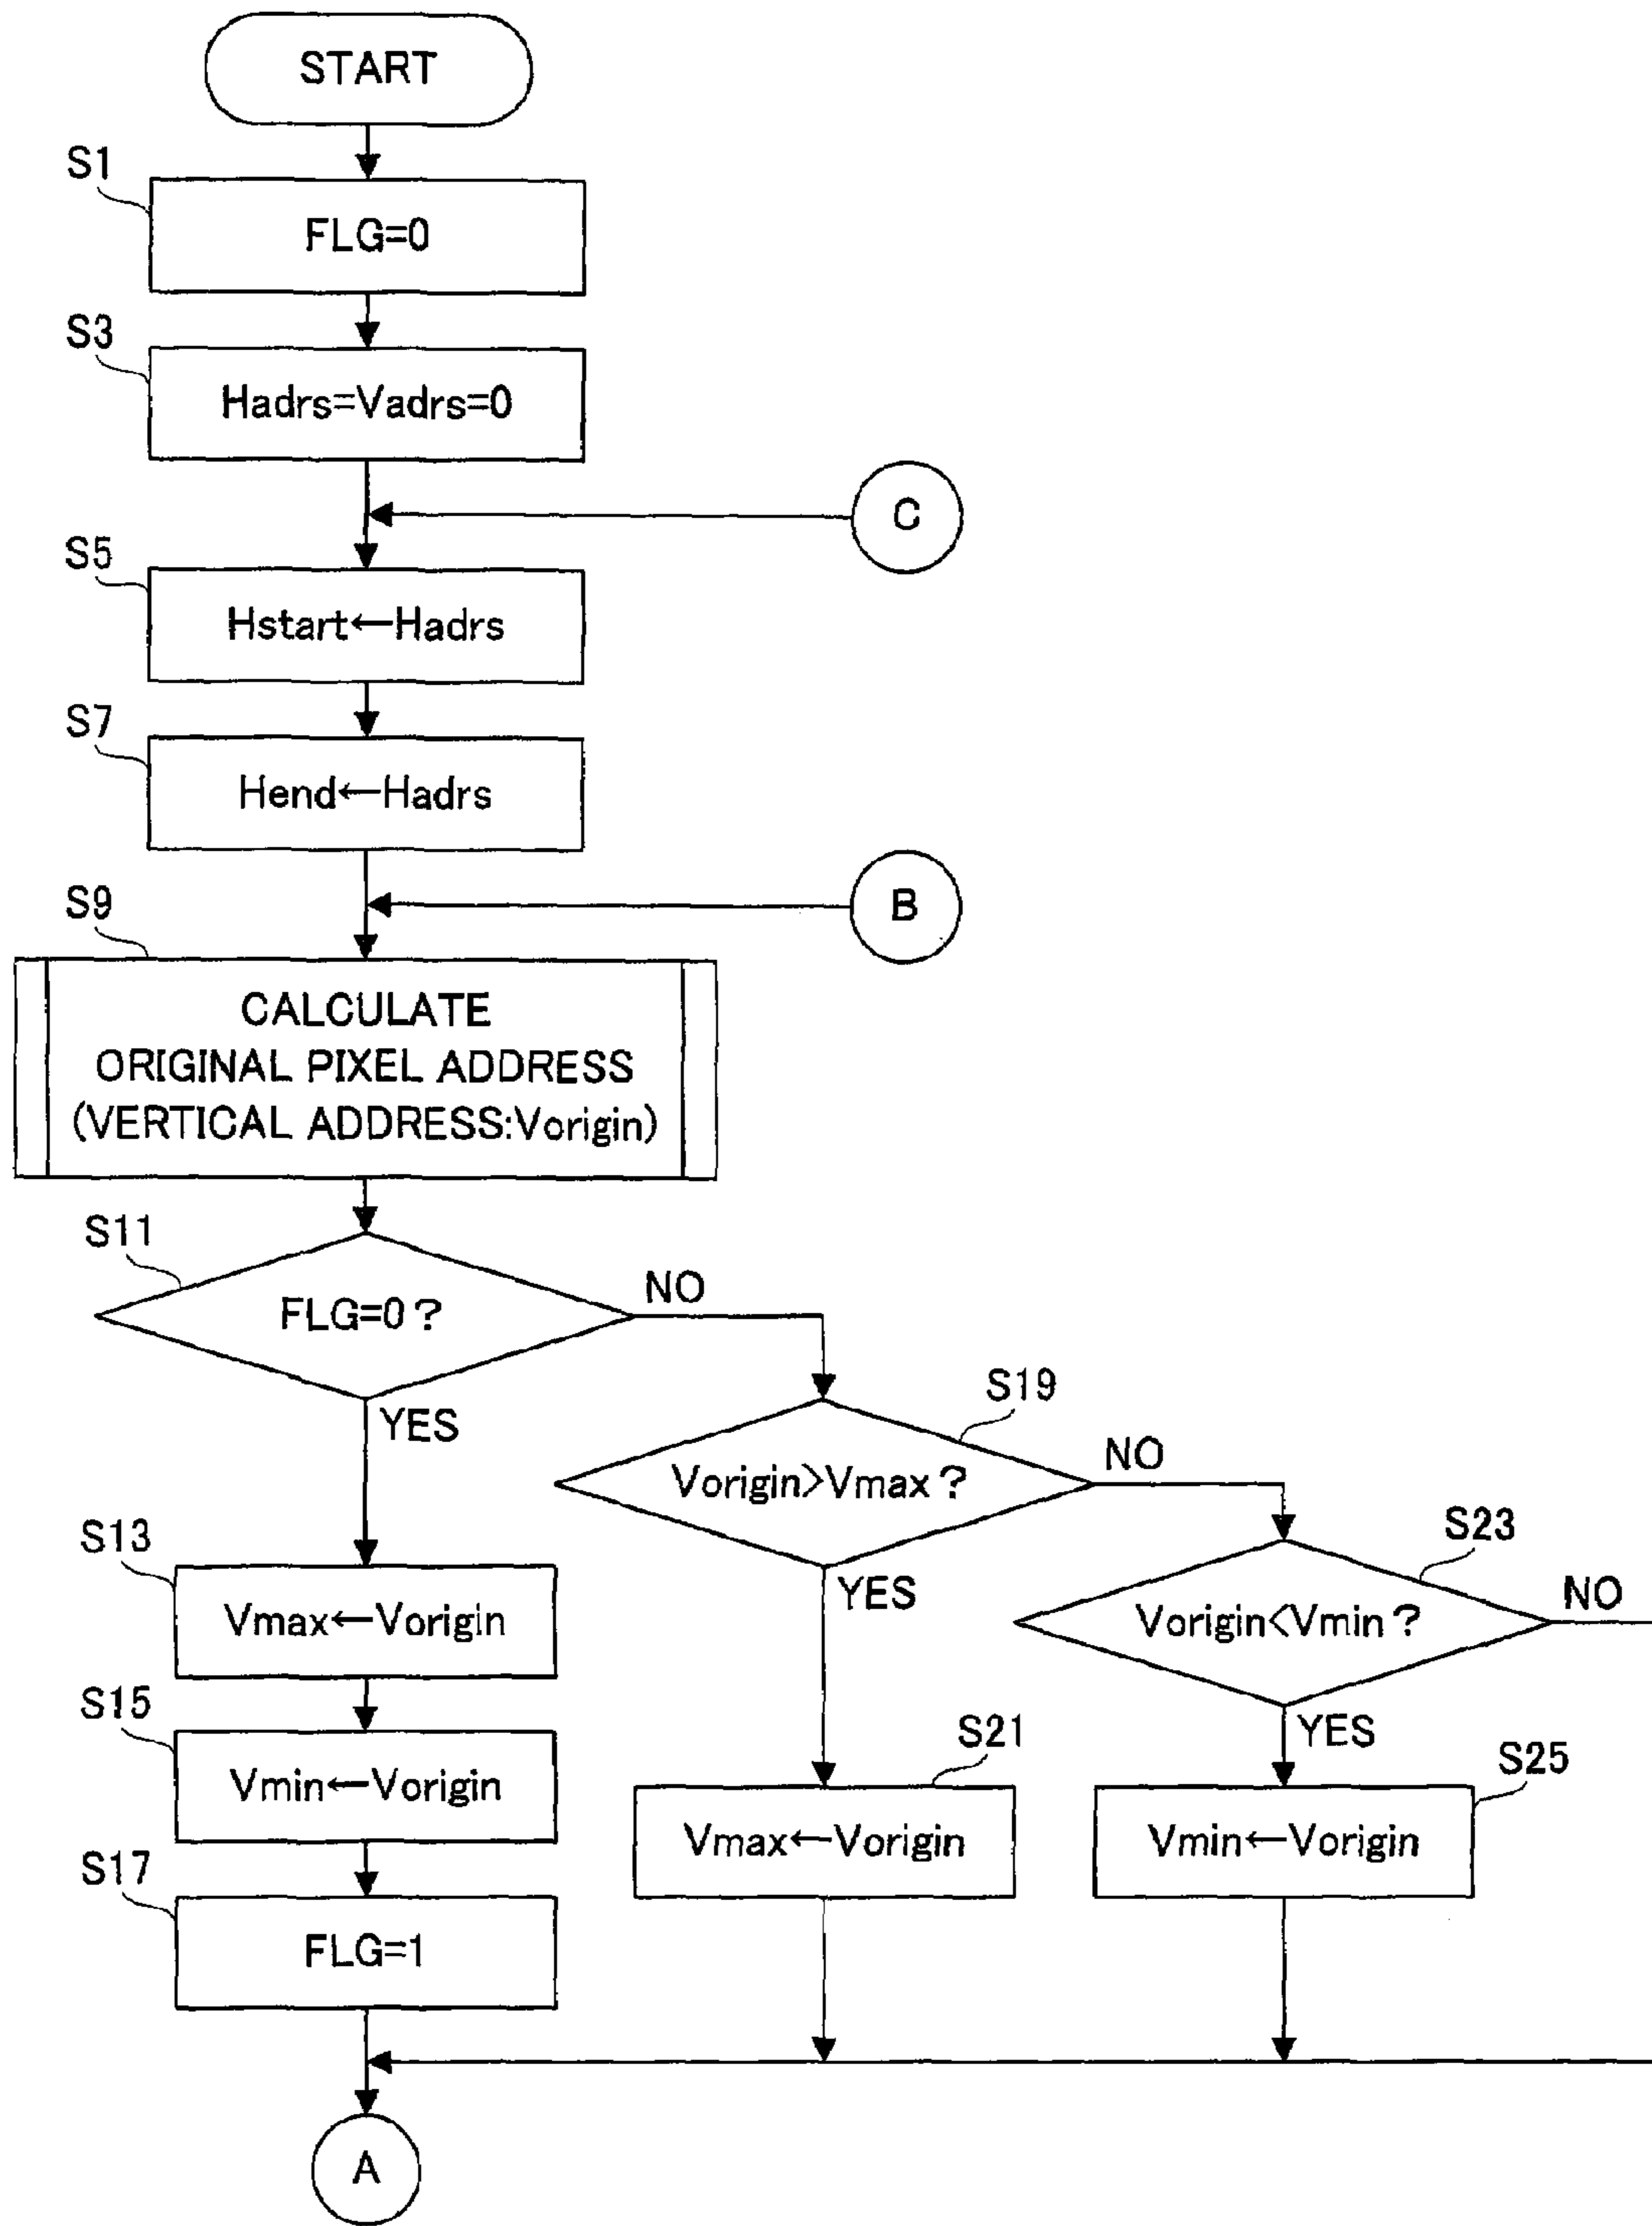 START
S1
FLG=0
S3
Hadrs=Vadrs=0
C
S5
Hstart←Hadrs
S7
Hend←Hadrs
B
S9
CALCULATE
ORIGINAL PIXEL ADDRESS
(VERTICAL ADDRESS:Vorigin)
S11
FLG=0?
NO
YES
S19
Vorigin>Vmax?
NO
YES
S23
Vorigin<Vmin?
NO
YES
S13
Vmax←Vorigin
S15
Vmin←Vorigin
S21
Vmax←Vorigin
S25
Vmin←Vorigin
S17
FLG=1
A